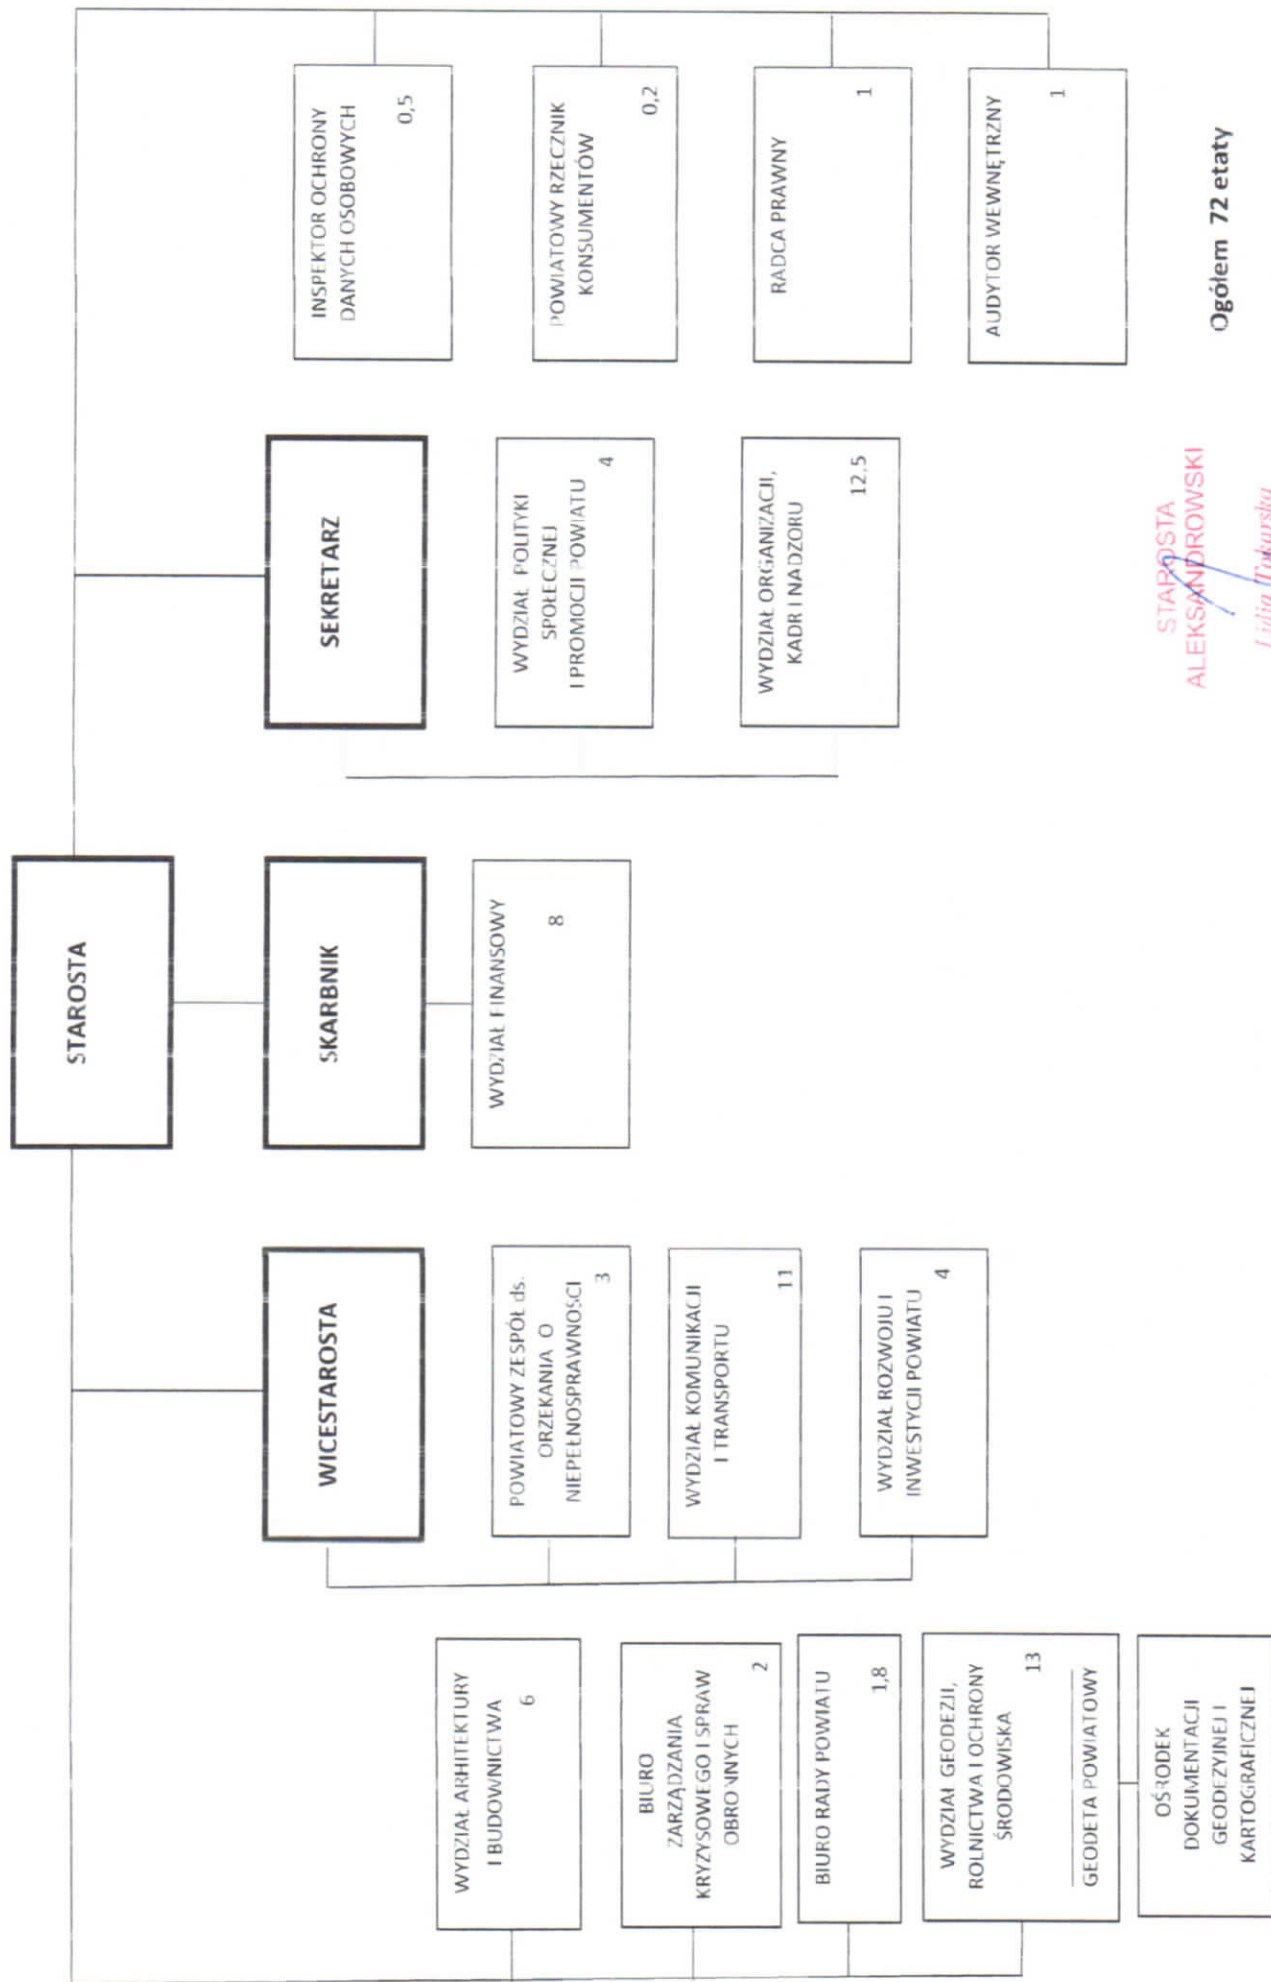 STAROSTA
WICESTAROSTA
SKARBNIK
SEKRETARZ
WYDZIAŁ ARHITEKTURY
I BUDOWNICTWA
6
BIURO
ZARZĄDZANIA
KRYZYSOWEGO I SPRAW
OBRONNYCH
2
BIURO RADY POWIATU
1,8
WYDZIAŁ GEODEZJI,
ROLNICTWA I OCHRONY
ŚRODOWISKA
13
GEODETA POWIATOWY
OŚRODEK
DOKUMENTACJI
GEODEZYJNEJ I
KARTOGRAFICZNEJ
POWIATOWY ZESPÓŁ ds.
ORZEKANIA O
NIEPEŁNOSPRAWNOŚCI
3
WYDZIAŁ KOMUNIKACJI
I TRANSPORTU
11
WYDZIAŁ ROZWOJU I
INWESTYCJI POWIATU
4
WYDZIAŁ FINANSOWY
8
WYDZIAŁ POLITYKI
SPOŁECZNEJ
I PROMOCJI POWIATU
4
WYDZIAŁ ORGANIZACJI,
KADR I NADZORU
12,5
INSPEKTOR OCHRONY
DANYCH OSOBOWYCH
0,5
POWIATOWY RZECZNIK
KONSUMENTÓW
0,2
RADCA PRAWNY
1
AUDYTOR WEWNĘTRZNY
1
Ogółem 72 etaty
STAROSTA
ALEKSANDROWSKI
Lidia Tokarska